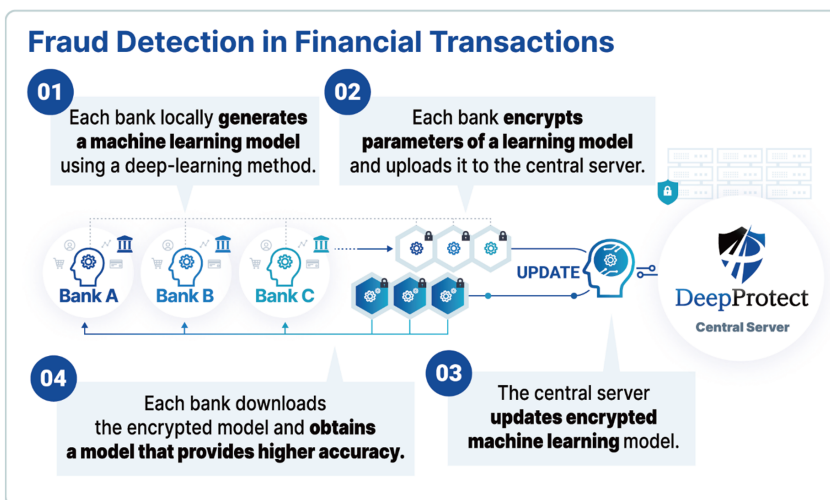 Fraud Detection in Financial Transactions
01
Each bank locally generates
a machine learning model
using a deep-learning method.
02
Each bank encrypts
parameters of a learning model
and uploads it to the central server.
Bank A
Bank B
Bank C
UPDATE
DeepProtect
Central Server
03
The central server
updates encrypted
machine learning model.
04
Each bank downloads
the encrypted model and obtains
a model that provides higher accuracy.